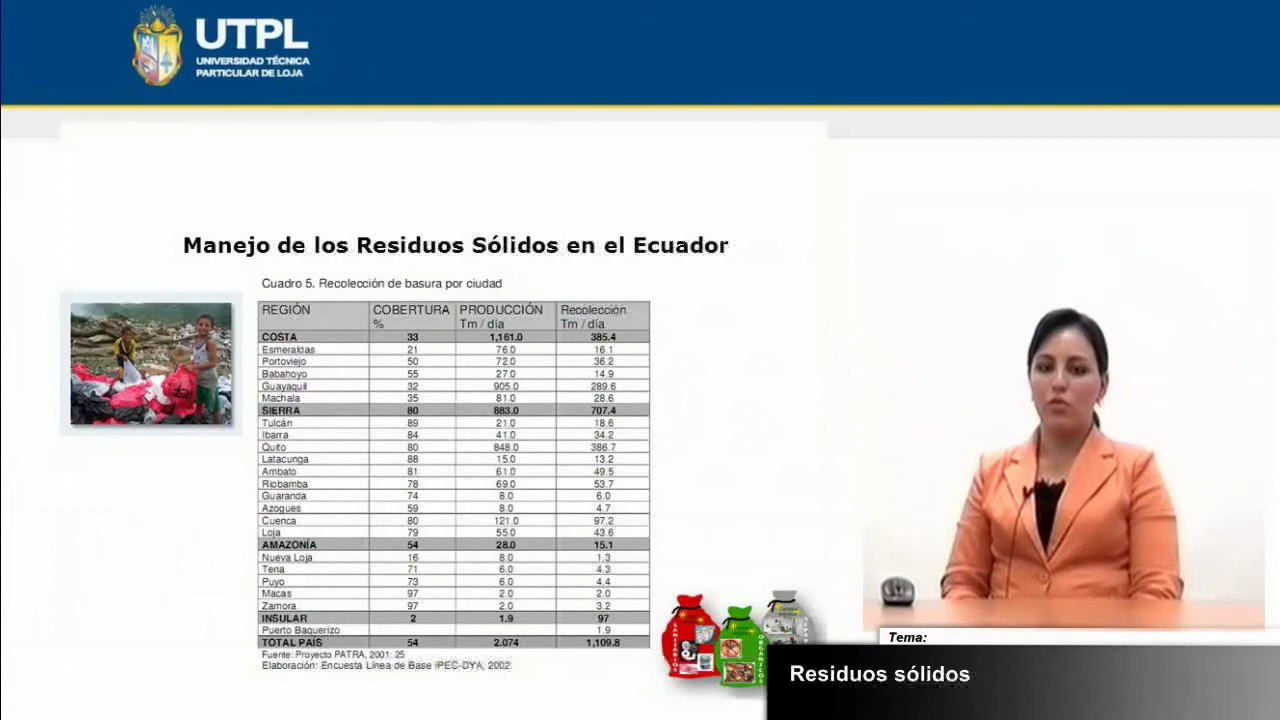 UTPL
UNIVERSIDAD TÉCNICA
PARTICULAR DE LOJA
Manejo de los Residuos Sólidos en el Ecuador
Cuadro 5. Recolección de basura por ciudad
REGIÓN COBERTURA % PRODUCCIÓN Tm / día Recolección Tm / día
COSTA 33 1,161.0 385.4
Esmeraldas 21 76.0 16.1
Portoviejo 50 72.0 36.2
Babahoyo 55 27.0 14.9
Guayaquil 32 905.0 289.6
Machala 35 81.0 28.6
SIERRA 80 883.0 707.4
Tulcán 89 21.0 18.6
Ibarra 84 41.0 34.2
Quito 80 848.0 386.7
Latacunga 88 15.0 13.2
Ambato 81 61.0 49.5
Riobamba 78 69.0 53.7
Guaranda 74 8.0 6.0
Azogues 59 8.0 4.7
Cuenca 80 121.0 97.2
Loja 79 55.0 43.6
AMAZONÍA 54 28.0 15.1
Nueva Loja 16 8.0 1.3
Tena 71 6.0 4.3
Puyo 73 6.0 4.4
Macas 97 2.0 2.0
Zamora 97 2.0 3.2
INSULAR 2 1.9 97
Puerto Baquerizo 1.9
TOTAL PAÍS 54 2.074 1,109.8
Fuente: Proyecto PATRA, 2001: 25
Elaboración: Encuesta Línea de Base IPEC-DYA, 2002
SANITARIOS
ORGANICOS
Tema:
Residuos sólidos